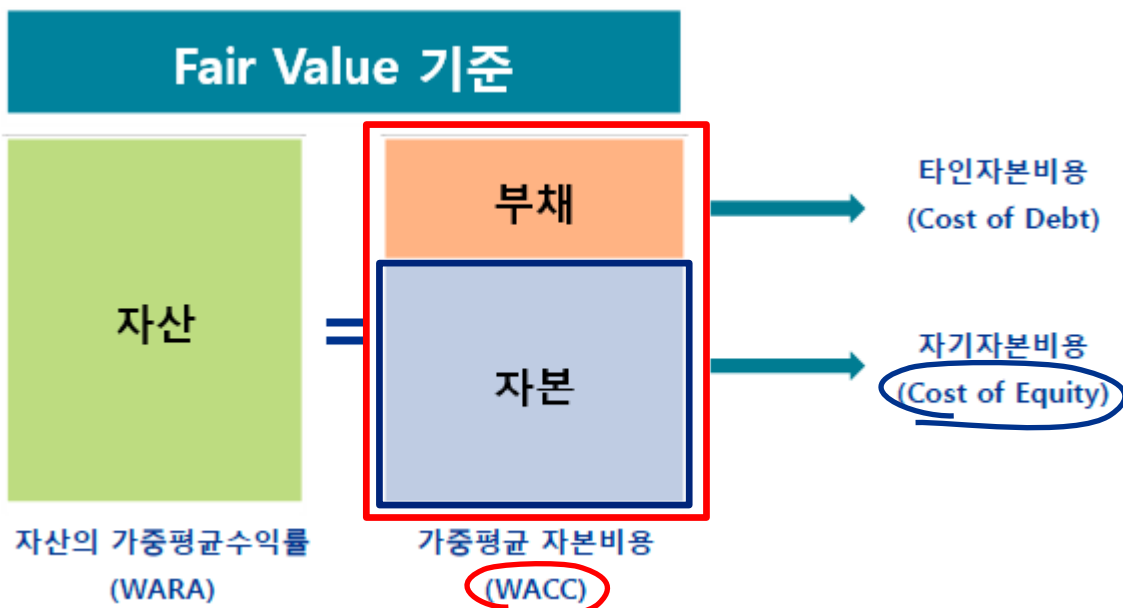 Fair Value 기준
자산
=
부채
자본
타인자본비용
(Cost of Debt)
자기자본비용
(Cost of Equity)
자산의 가중평균수익률
(WARA)
가중평균 자본비용
(WACC)